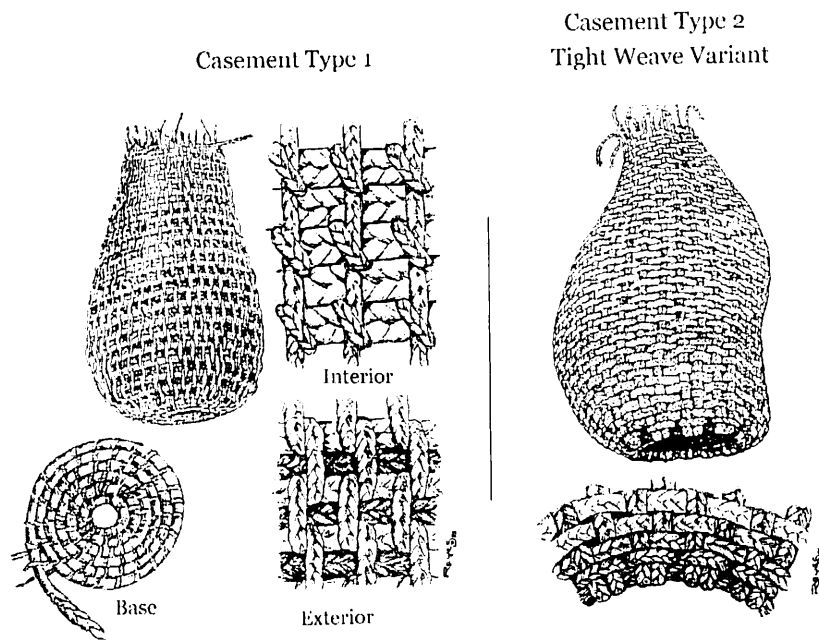 Casement Type 1
Casement Type 2
Tight Weave Variant
Interior
Base
Exterior